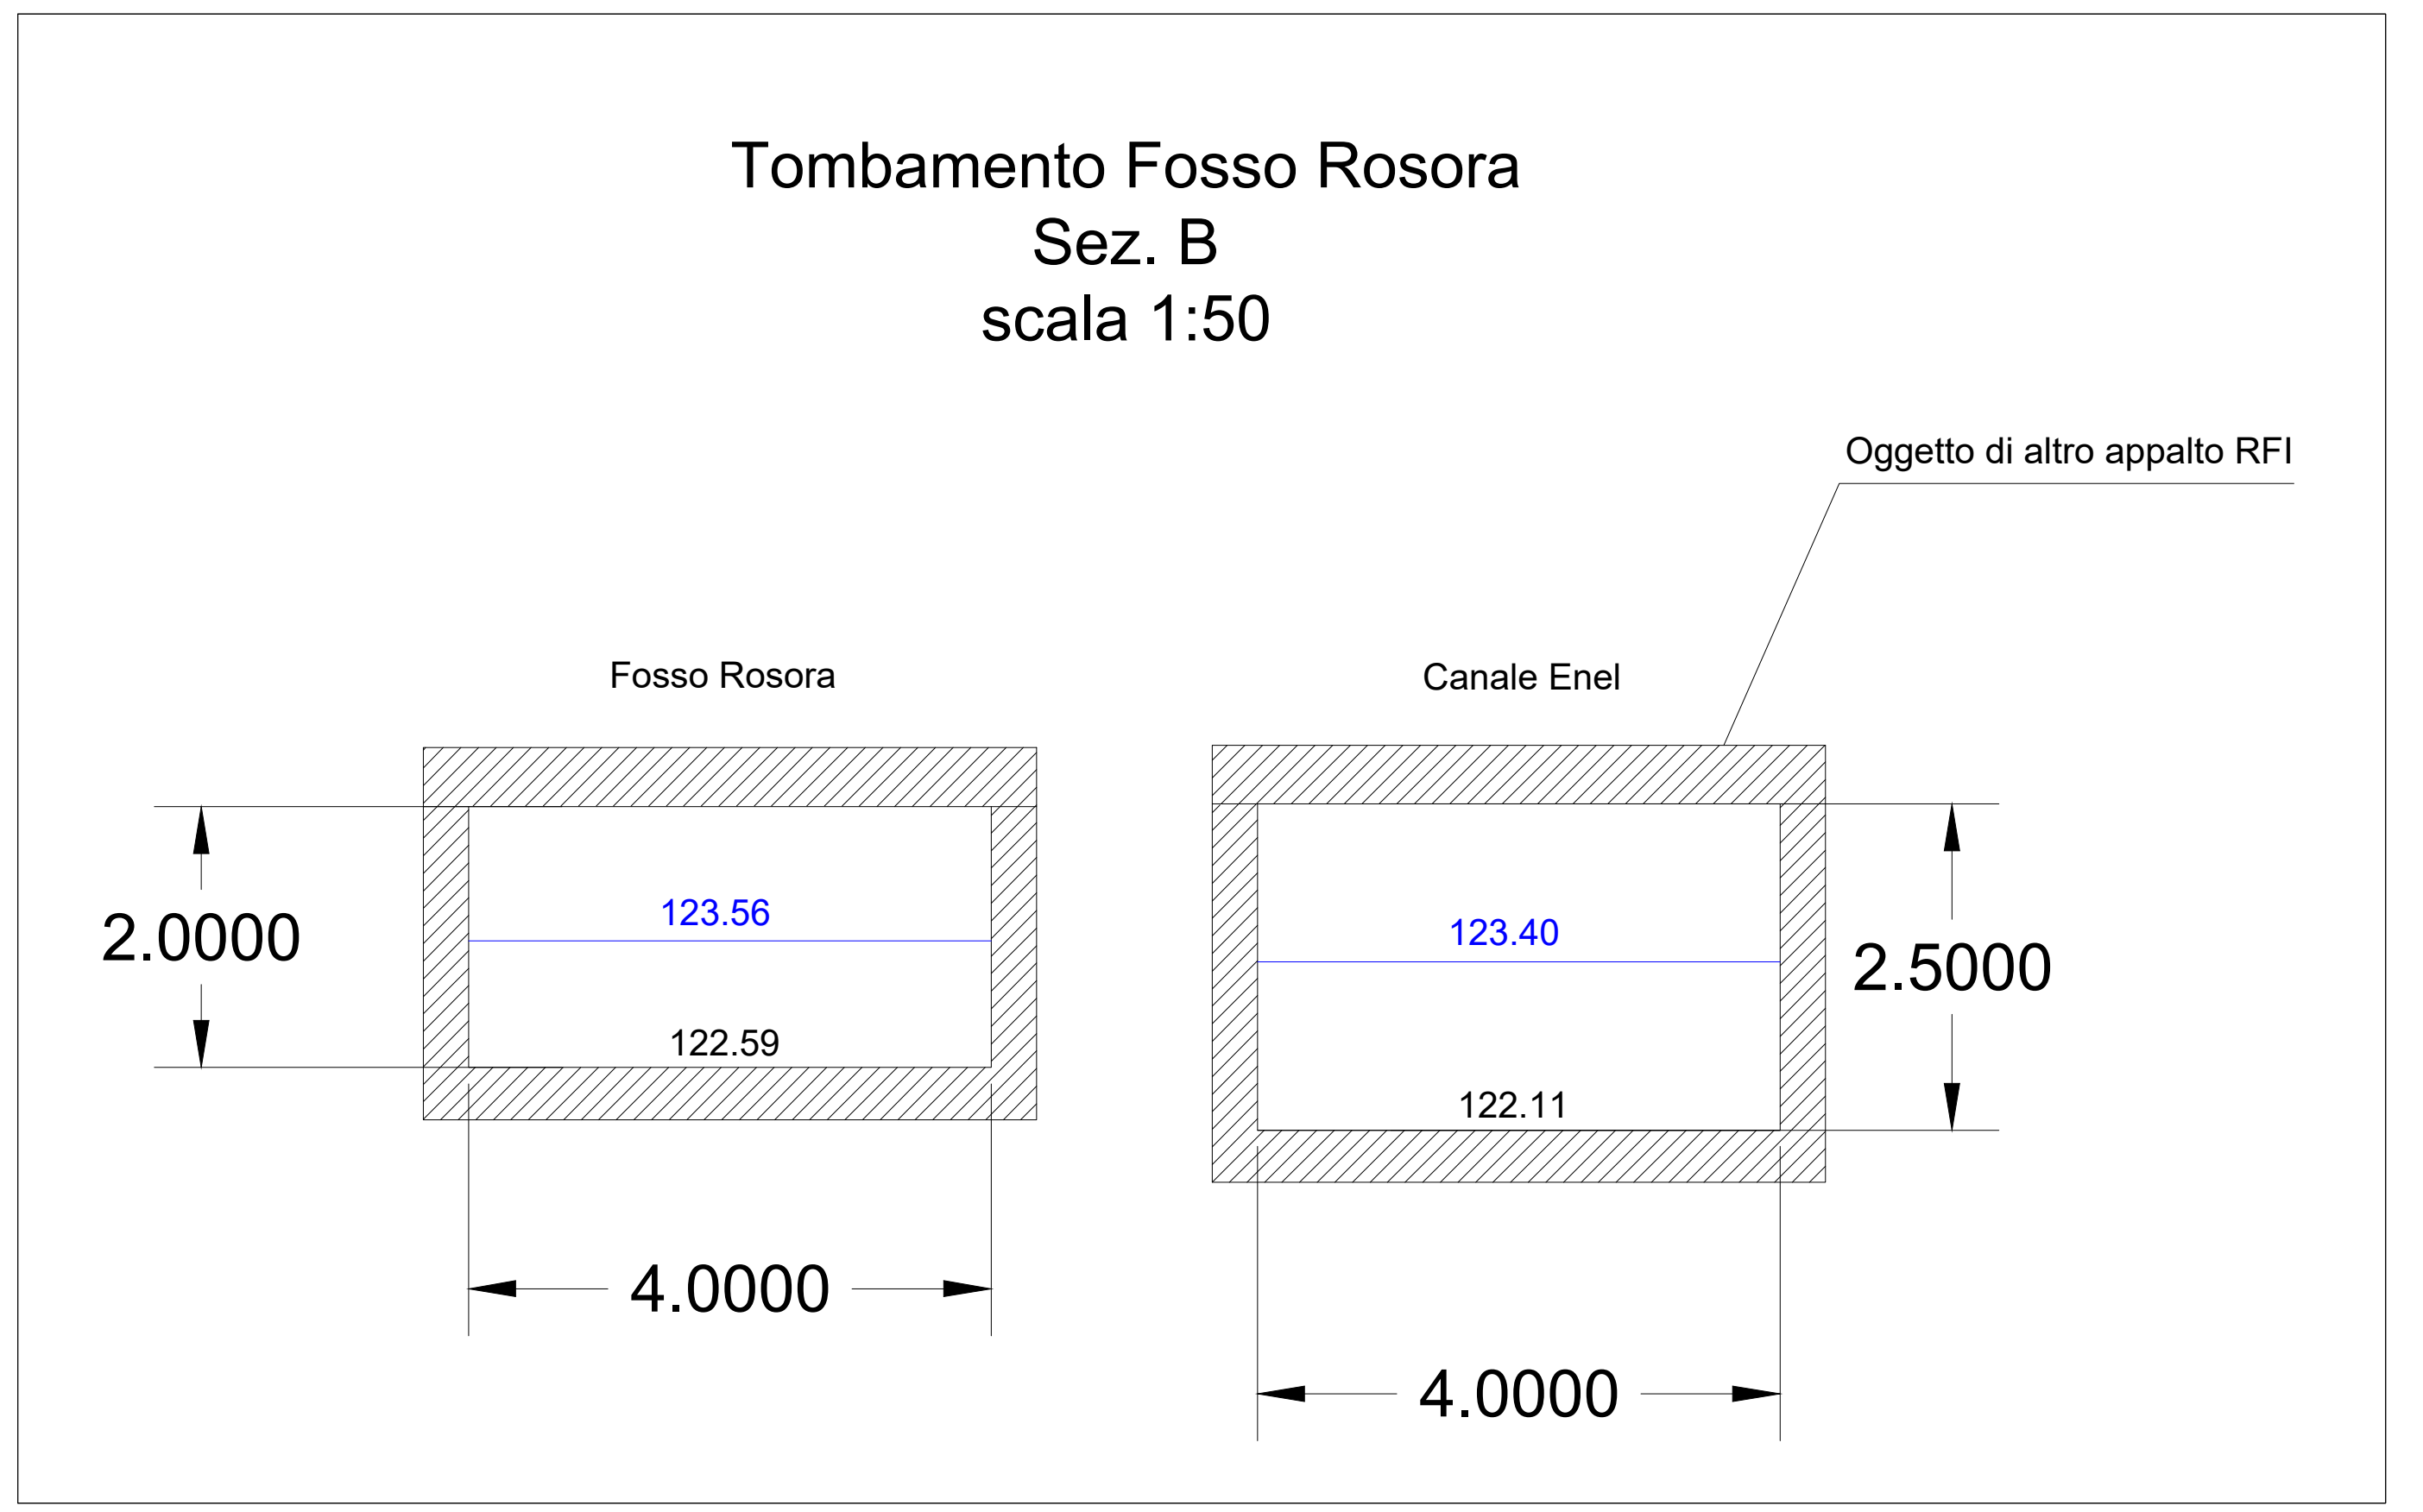 Tombamento Fosso Rosora
Sez. B
scala 1:50
Oggetto di altro appalto RFI
Fosso Rosora
Canale Enel
123.56
123.40
2.0000
2.5000
122.59
122.11
4.0000
4.0000